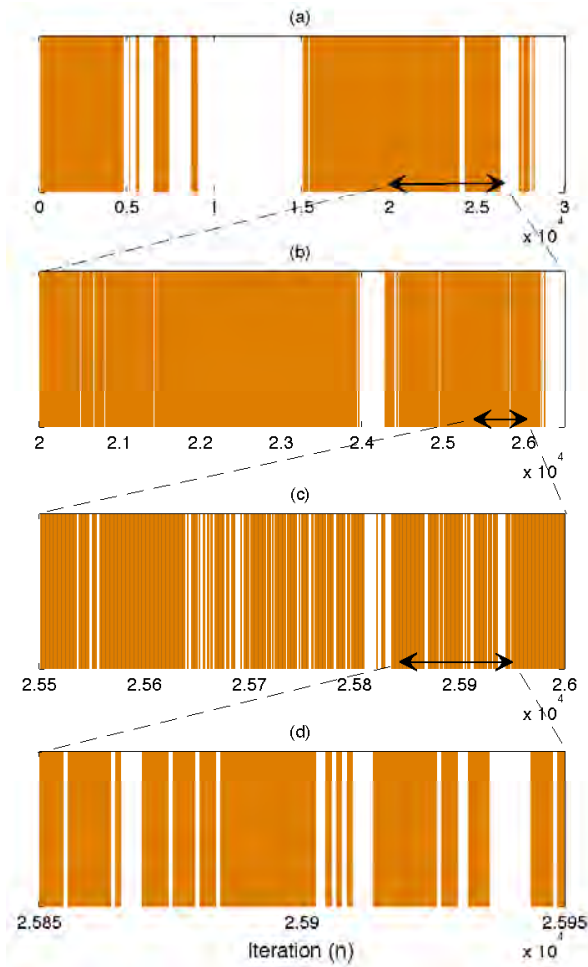 (a)
0 0.5 1 1.5 2 2.5 3
x 10^4
(b)
2 2.1 2.2 2.3 2.4 2.5 2.6
x 10^4
(c)
2.55 2.56 2.57 2.58 2.59 2.6
x 10^4
(d)
2.585 2.59 2.595
Iteration (n) x 10^4